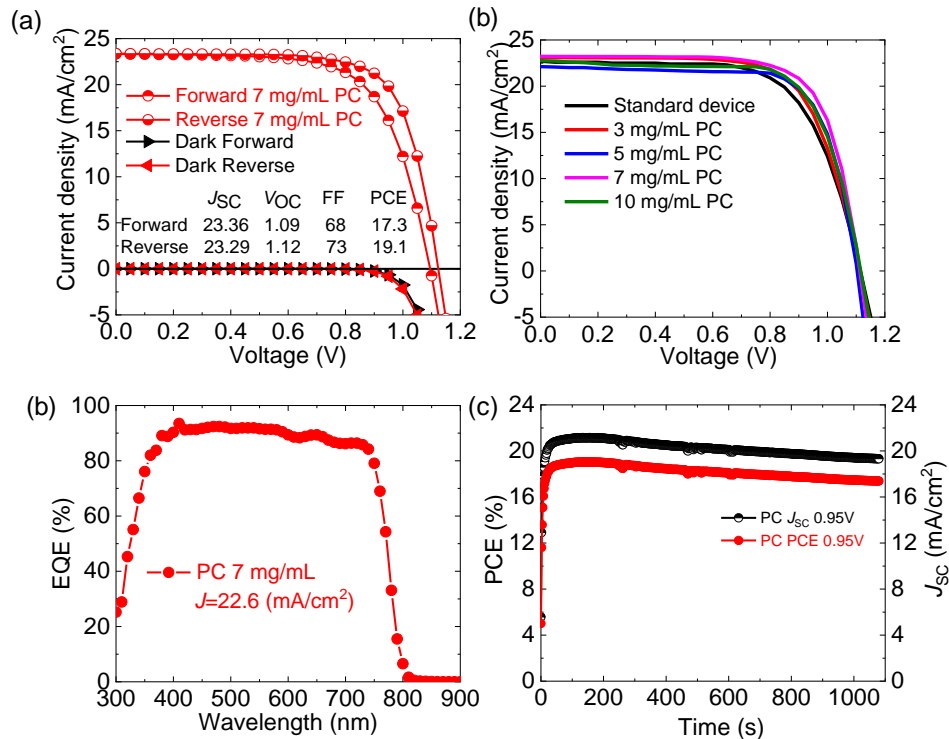 (a)
25
20
15
10
5
0
-5
Current density (mA/cm²)
0.0 0.2 0.4 0.6 0.8 1.0 1.2
Voltage (V)
Forward 7 mg/mL PC
Reverse 7 mg/mL PC
Dark Forward
Dark Reverse
JSC VOC FF PCE
Forward 23.36 1.09 68 17.3
Reverse 23.29 1.12 73 19.1
(b)
25
20
15
10
5
0
-5
Current density (mA/cm²)
0.0 0.2 0.4 0.6 0.8 1.0 1.2
Voltage (V)
Standard device
3 mg/mL PC
5 mg/mL PC
7 mg/mL PC
10 mg/mL PC
(b)
100
80
60
40
20
0
EQE (%)
300 400 500 600 700 800 900
Wavelength (nm)
PC 7 mg/mL
J=22.6 (mA/cm²)
(c)
24
20
16
12
8
4
0
PCE (%)
0 200 400 600 800 1000
Time (s)
PC JSC 0.95V
PC PCE 0.95V
24
20
16
12
8
4
0
JSC (mA/cm²)